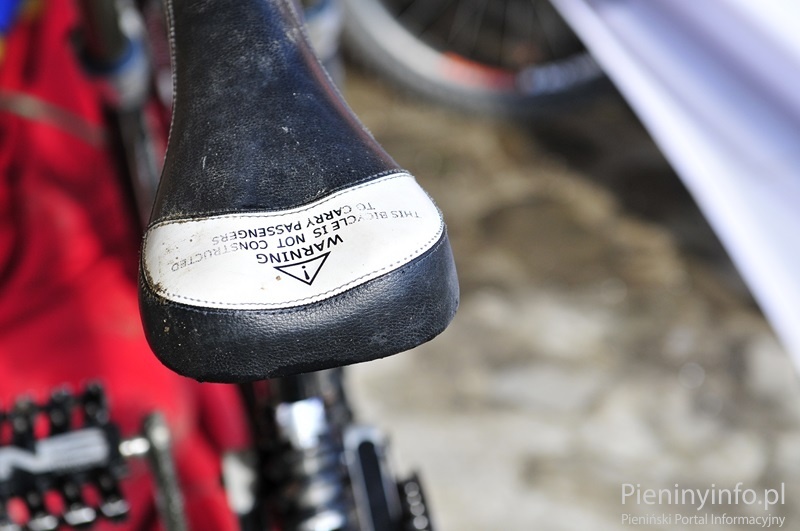 !
WARNING
THIS BICYCLE IS NOT CONSTRUCTED
TO CARRY PASSENGERS
Pieninyinfo.pl
Pieniński Portal Informacyjny